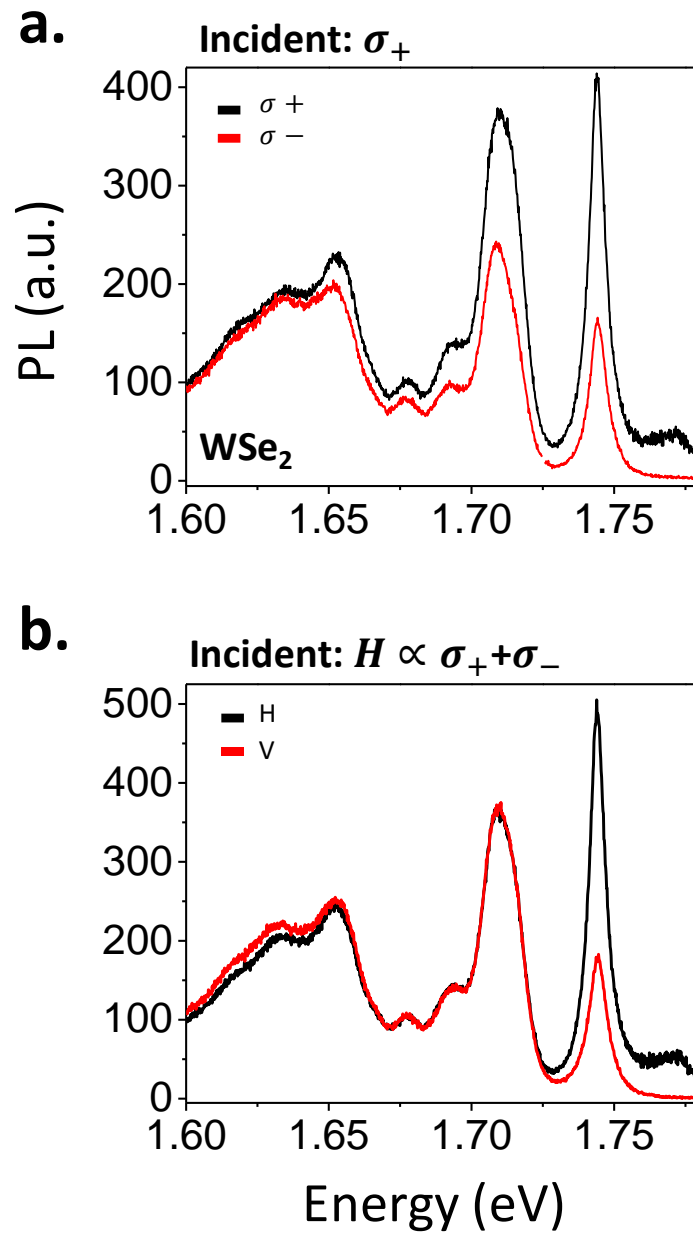 a.
Incident: σ₊
σ +
σ −
400
300
200
100
0
PL (a.u.)
WSe₂
1.60 1.65 1.70 1.75
b.
Incident: H ∝ σ₊+σ₋
H
V
500
400
300
200
100
0
1.60 1.65 1.70 1.75
Energy (eV)